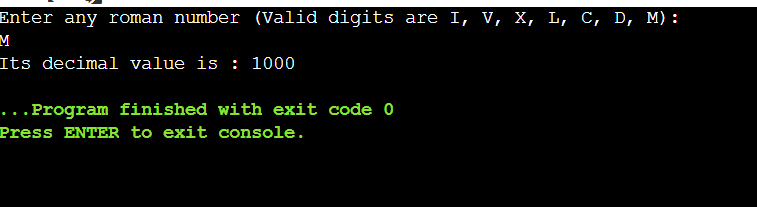 Enter any roman number (Valid digits are I, V, X, L, C, D, M):
M
Its decimal value is : 1000
...Program finished with exit code 0
Press ENTER to exit console.